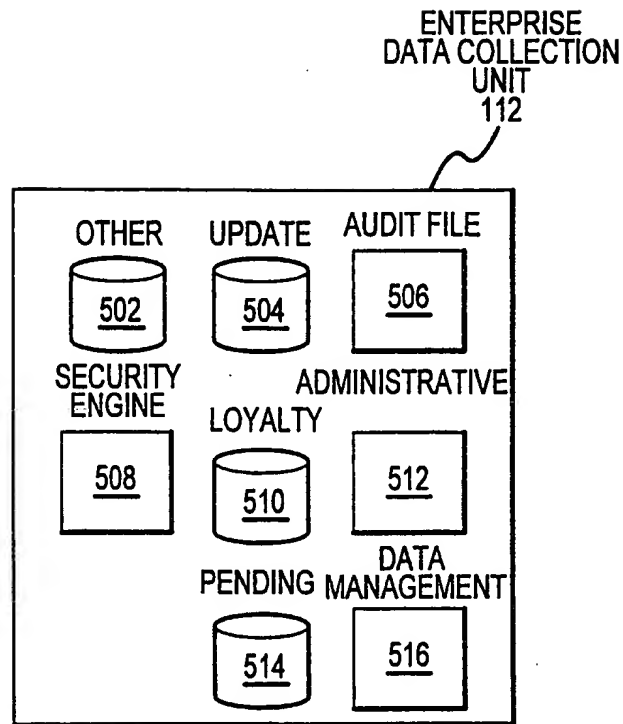 ENTERPRISE
DATA COLLECTION
UNIT
112
OTHER
502
UPDATE
504
AUDIT FILE
506
SECURITY
ENGINE
508
LOYALTY
510
ADMINISTRATIVE
512
PENDING
514
DATA
MANAGEMENT
516